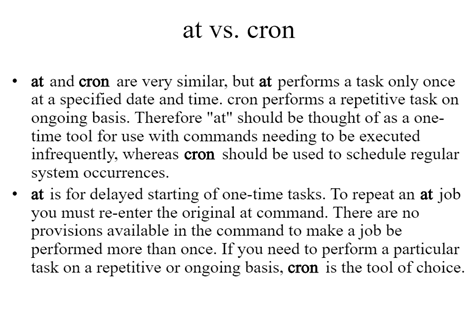 at vs. cron
• at and cron are very similar, but at performs a task only once
at a specified date and time. cron performs a repetitive task on
ongoing basis. Therefore "at" should be thought of as a one-
time tool for use with commands needing to be executed
infrequently, whereas cron should be used to schedule regular
system occurrences.
• at is for delayed starting of one-time tasks. To repeat an at job
you must re-enter the original at command. There are no
provisions available in the command to make a job be
performed more than once. If you need to perform a particular
task on a repetitive or ongoing basis, cron is the tool of choice.